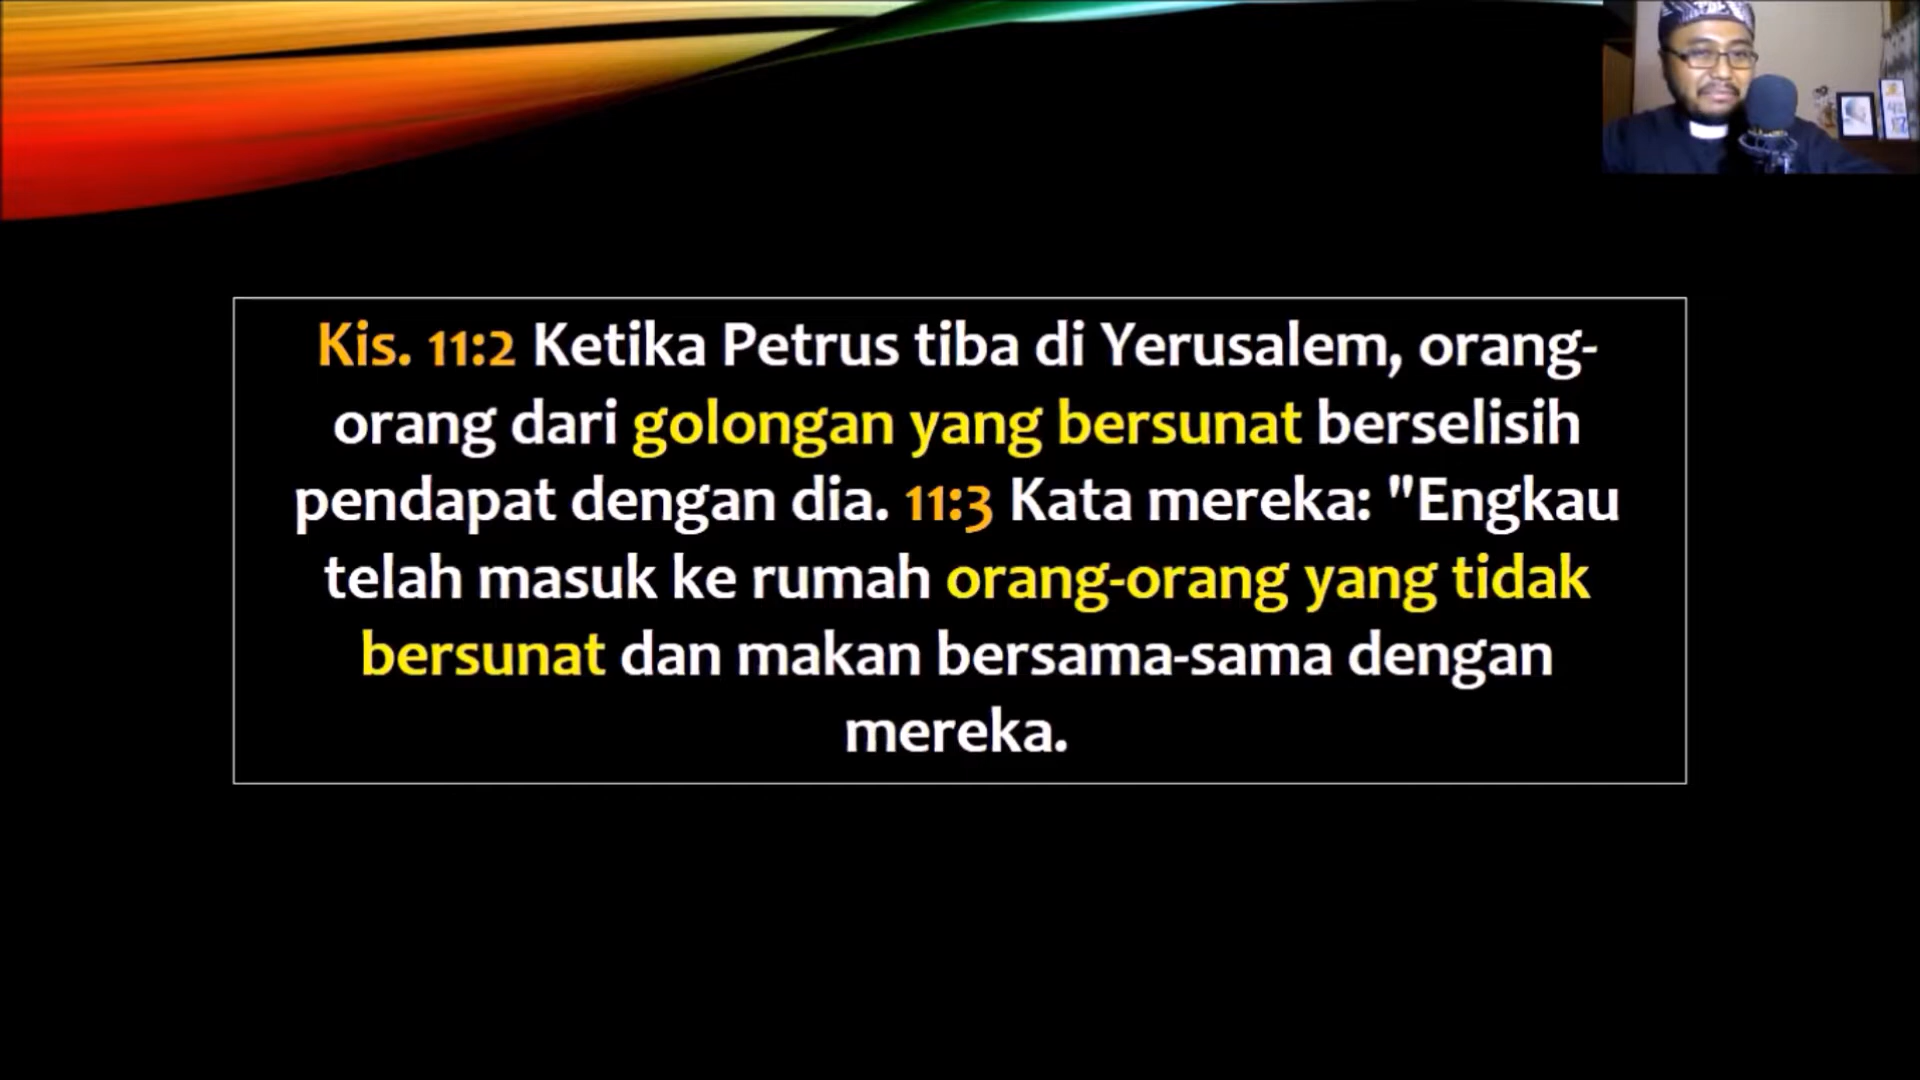 Kis. 11:2 Ketika Petrus tiba di Yerusalem, orang-
orang dari golongan yang bersunat berselisih
pendapat dengan dia. 11:3 Kata mereka: "Engkau
telah masuk ke rumah orang-orang yang tidak
bersunat dan makan bersama-sama dengan
mereka.